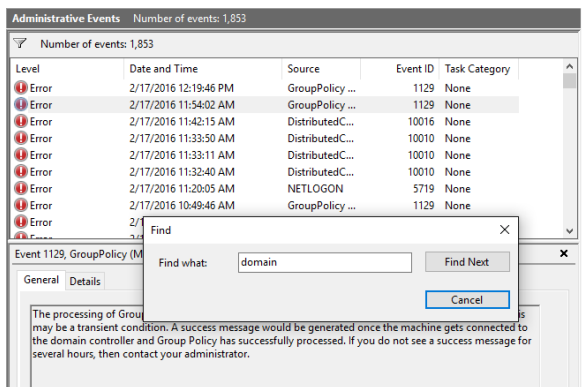 Administrative Events Number of events: 1,853
Number of events: 1,853
Level Date and Time Source Event ID Task Category
Error 2/17/2016 12:19:46 PM GroupPolicy ... 1129 None
Error 2/17/2016 11:54:02 AM GroupPolicy ... 1129 None
Error 2/17/2016 11:42:15 AM DistributedC... 10016 None
Error 2/17/2016 11:33:50 AM DistributedC... 10010 None
Error 2/17/2016 11:33:11 AM DistributedC... 10010 None
Error 2/17/2016 11:32:40 AM DistributedC... 10010 None
Error 2/17/2016 11:20:05 AM NETLOGON 5719 None
Error 2/17/2016 10:49:46 AM GroupPolicy ... 1129 None
Error 2/1
Find
Find what: domain Find Next
Cancel
Event 1129, GroupPolicy (M
General Details
The processing of Group is
may be a transient condition. A success message would be generated once the machine gets connected to
the domain controller and Group Policy has successfully processed. If you do not see a success message for
several hours, then contact your administrator.